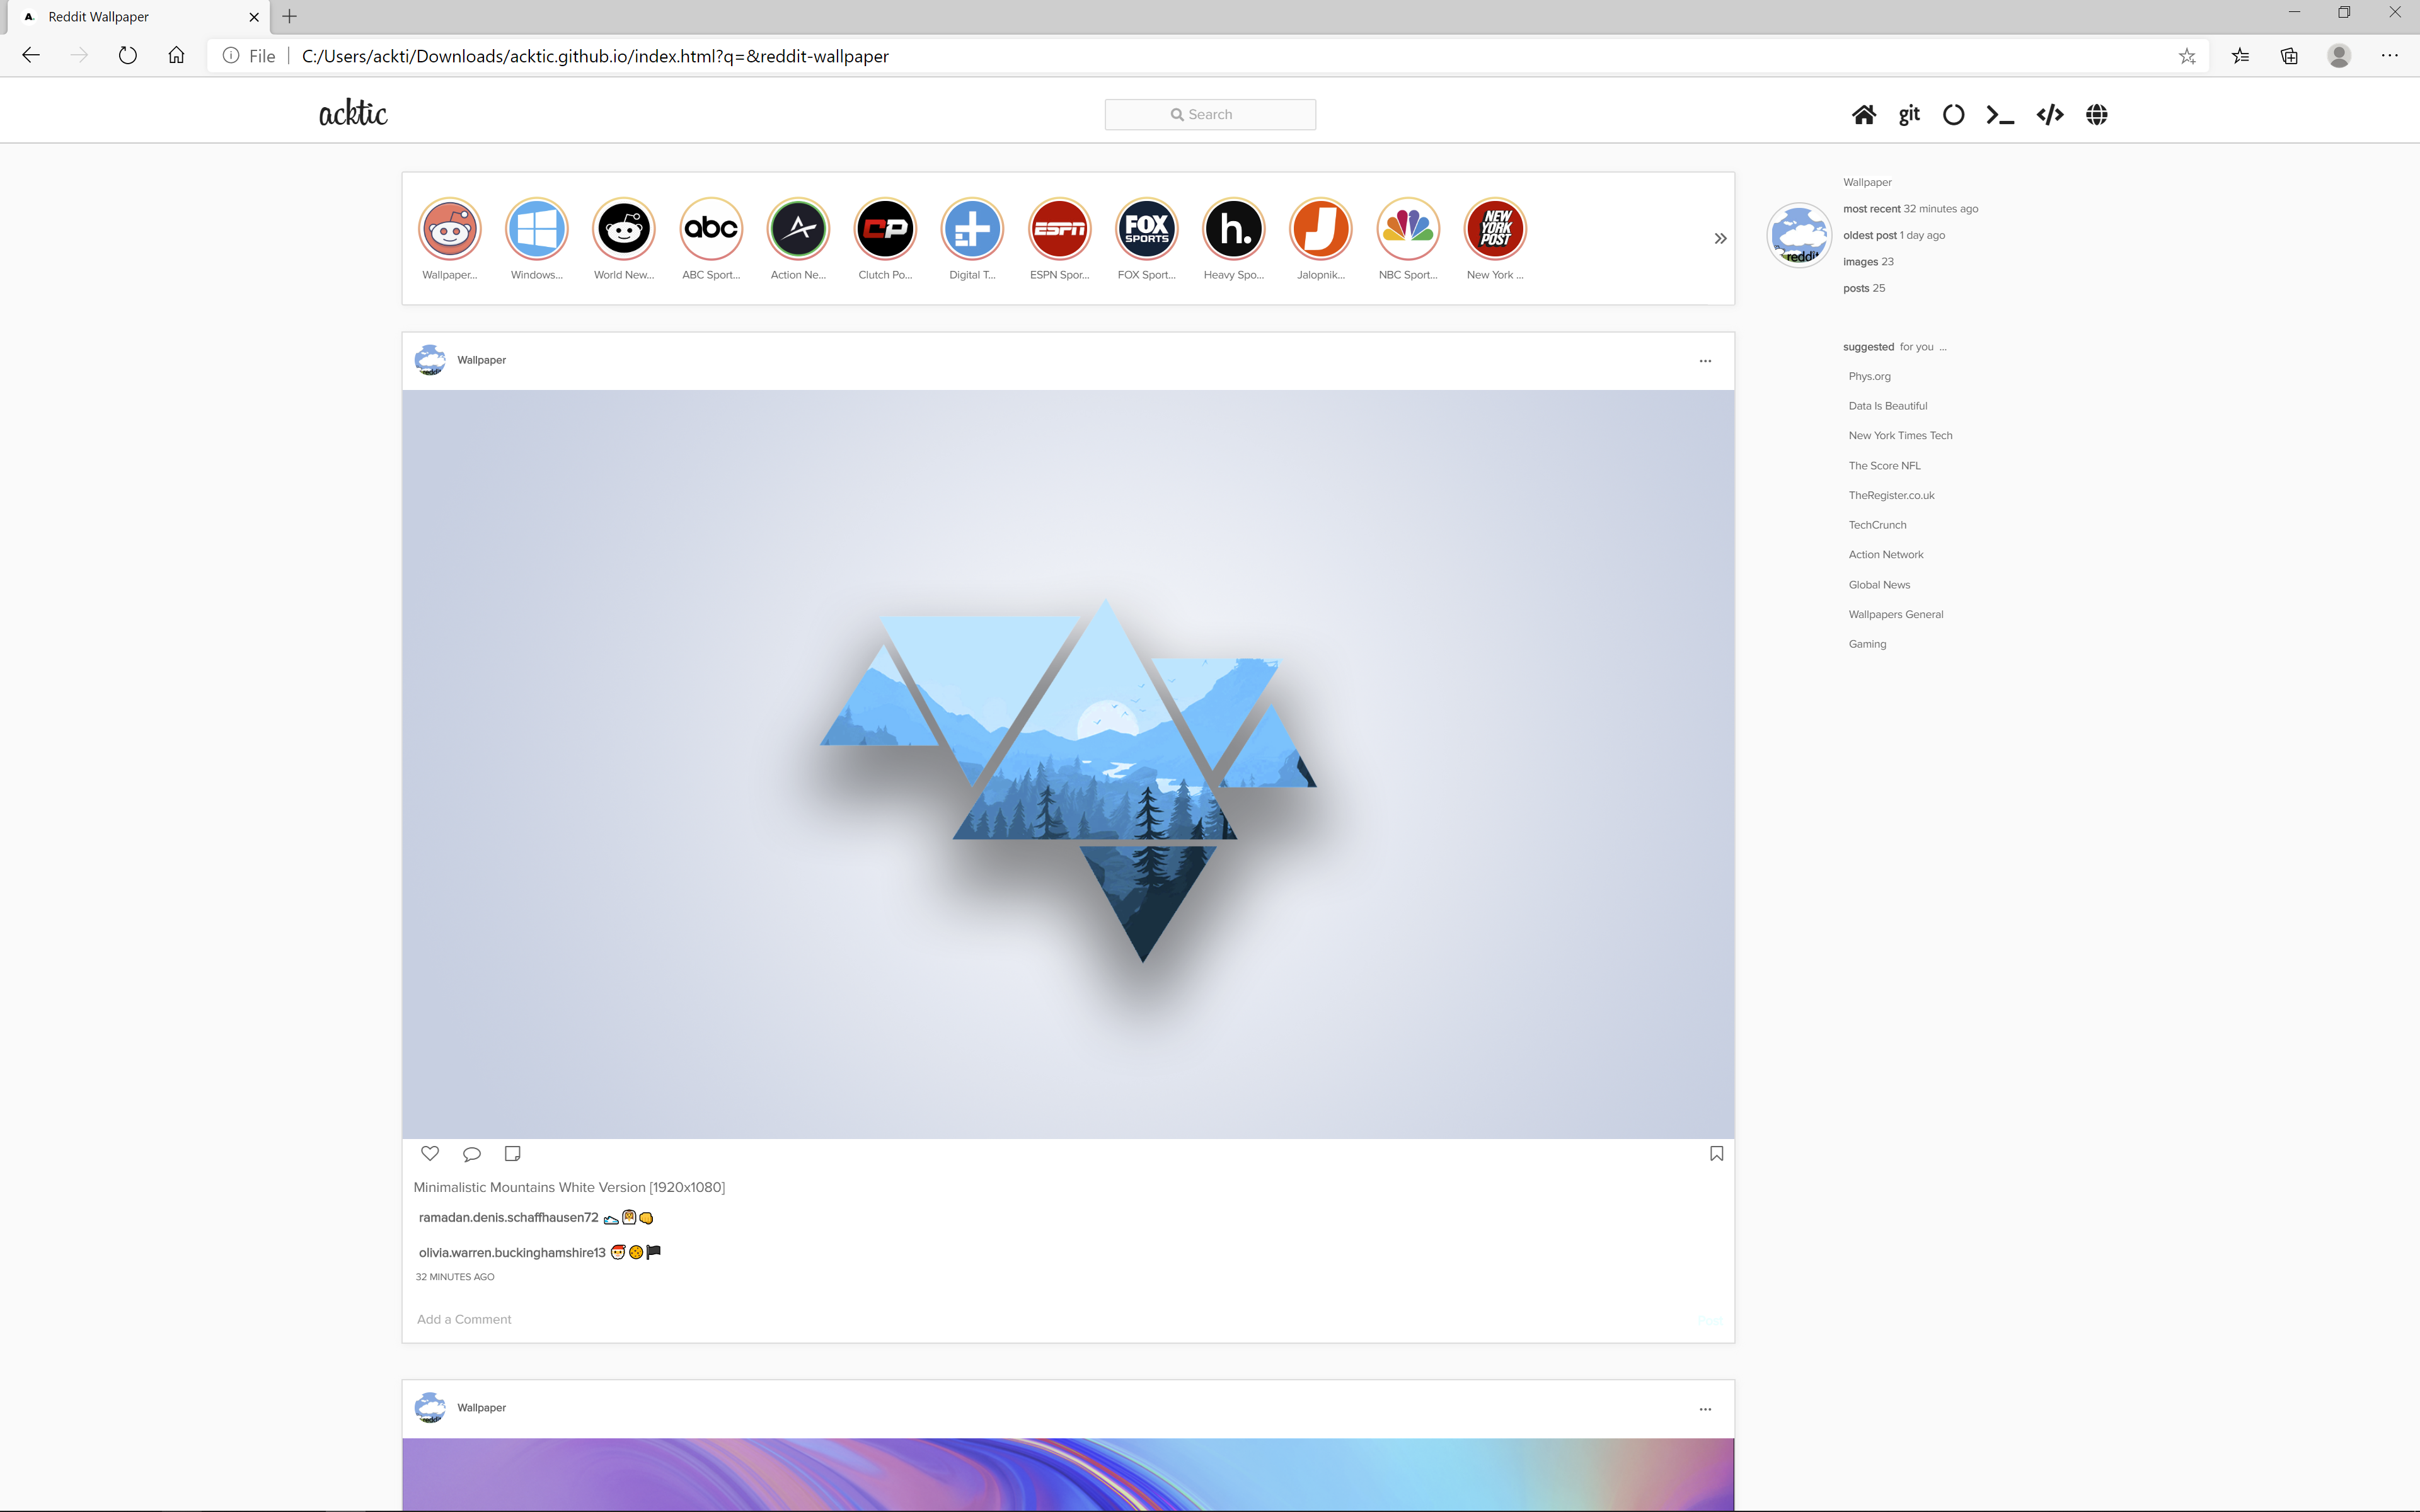 A. Reddit Wallpaper
File C:/Users/ackti/Downloads/acktic.github.io/index.html?q=&reddit-wallpaper
acktic
Search
git
abc
CP
ESPN
FOX SPORTS
h.
J
NEW YORK POST
Wallpaper... Windows... World New... ABC Sport... Action Ne... Clutch Po... Digital T... ESPN Spor... FOX Sport... Heavy Spo... Jalopnik... NBC Sport... New York ...
Wallpaper
most recent 32 minutes ago
oldest post 1 day ago
images 23
posts 25
reddit
suggested for you ...
Phys.org
Data Is Beautiful
New York Times Tech
The Score NFL
TheRegister.co.uk
TechCrunch
Action Network
Global News
Wallpapers General
Gaming
Wallpaper
Minimalistic Mountains White Version [1920x1080]
ramadan.denis.schaffhausen72
olivia.warren.buckinghamshire13
32 MINUTES AGO
Add a Comment
Post
Wallpaper